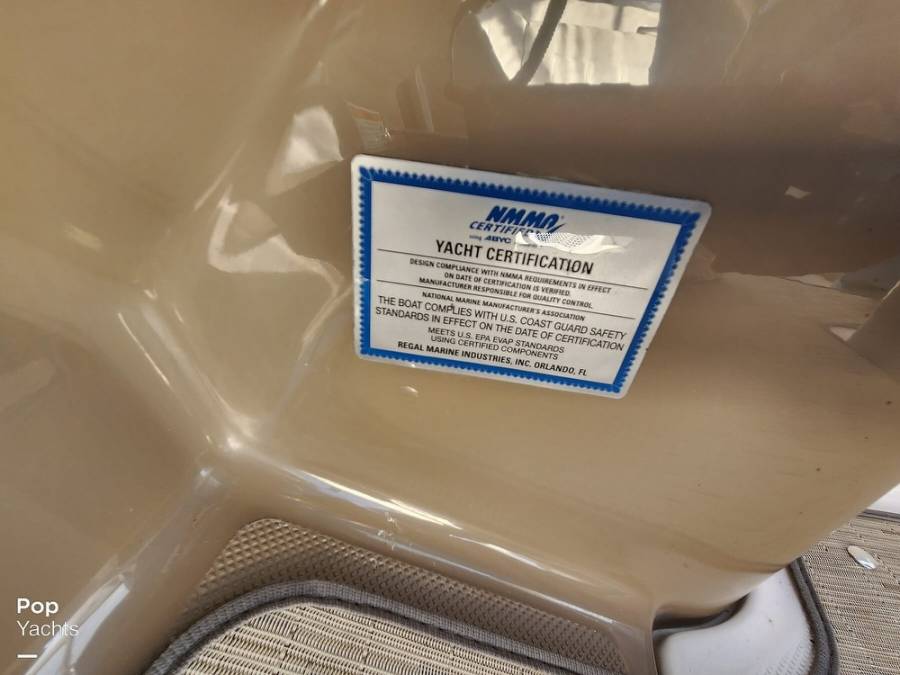 NMMA®
CERTIFIED
using ABYC
YACHT CERTIFICATION
DESIGN COMPLIANCE WITH NMMA REQUIREMENTS IN EFFECT
ON DATE OF CERTIFICATION IS VERIFIED.
MANUFACTURER RESPONSIBLE FOR QUALITY CONTROL.
NATIONAL MARINE MANUFACTURER'S ASSOCIATION
THE BOAT COMPLIES WITH U.S. COAST GUARD SAFETY
STANDARDS IN EFFECT ON THE DATE OF CERTIFICATION
MEETS U.S. EPA EVAP STANDARDS
USING CERTIFIED COMPONENTS
REGAL MARINE INDUSTRIES, INC. ORLANDO, FL
Pop
Yachts